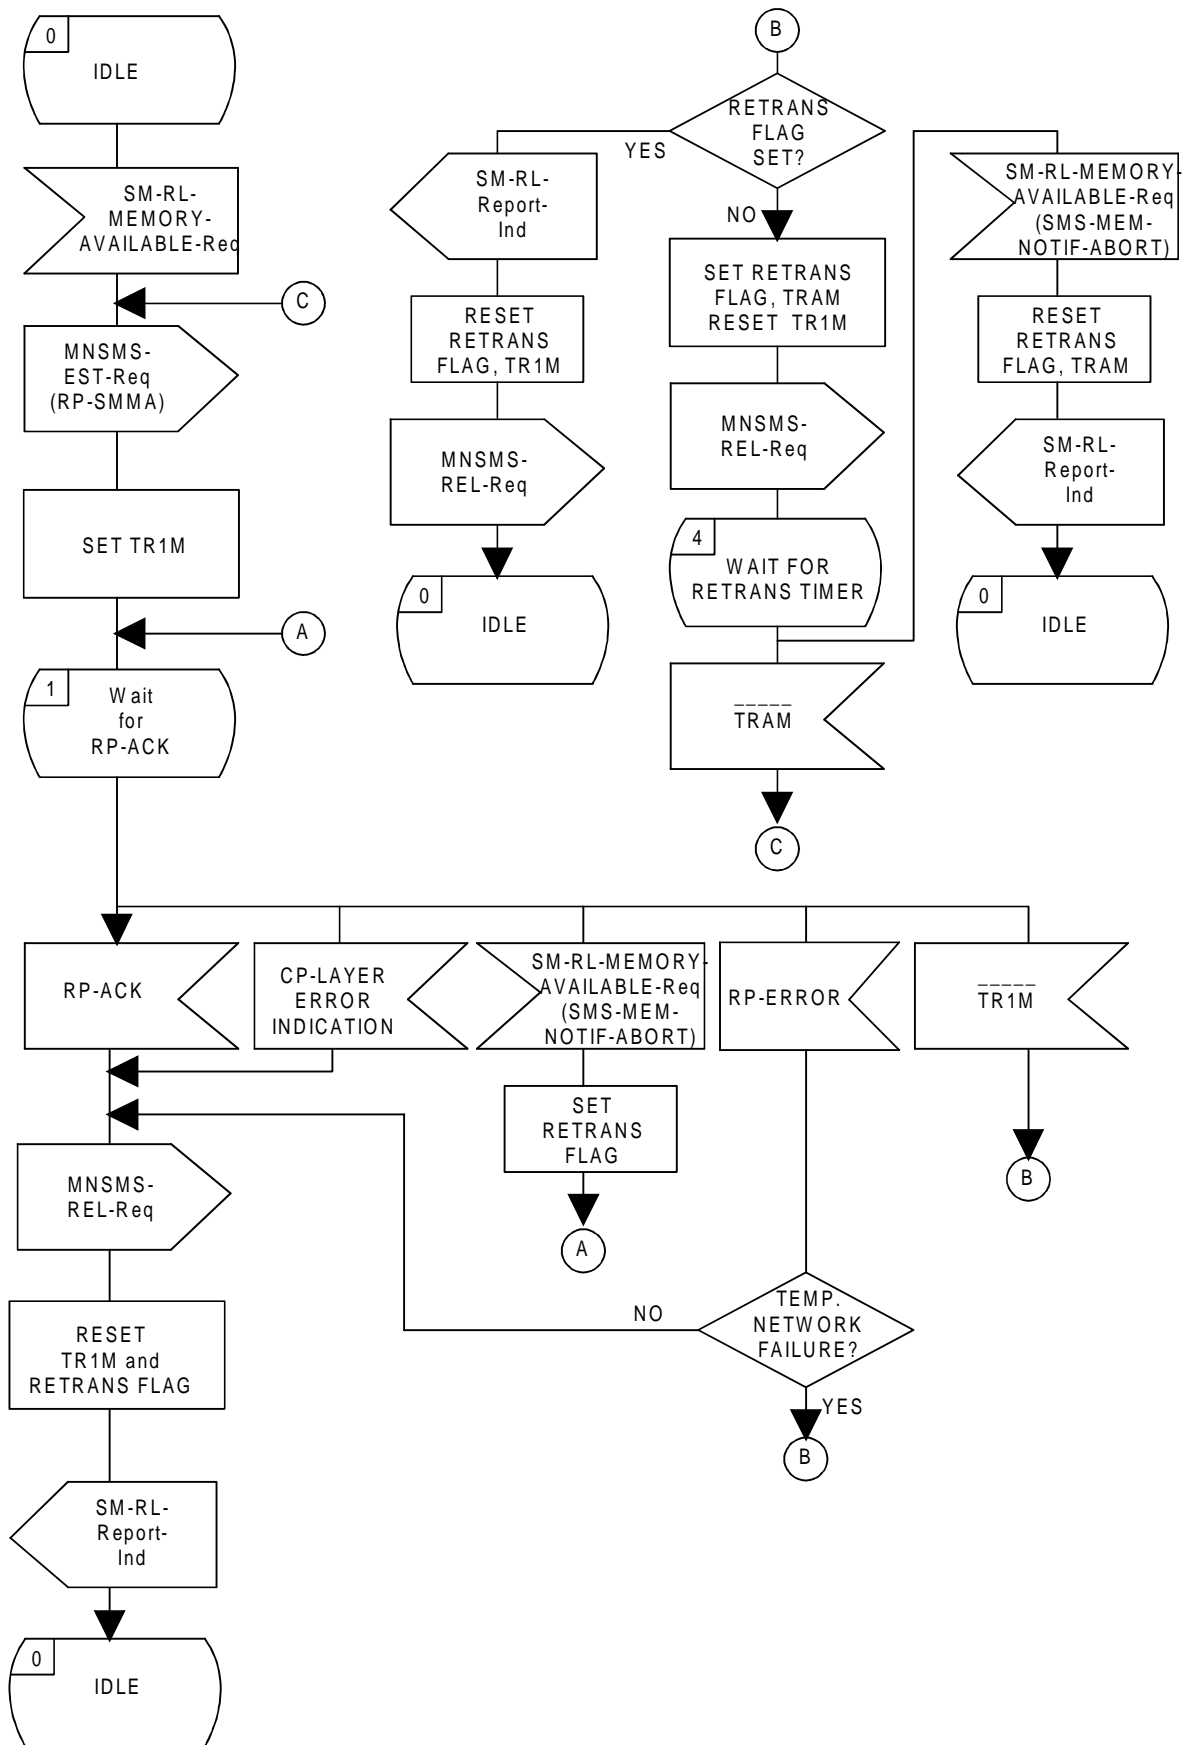 0
IDLE
SM-RL-
MEMORY-
AVAILABLE-Req
C
MNSMS-
EST-Req
(RP-SMMA)
SET TR1M
A
1
Wait
for
RP-ACK
B
RETRANS
FLAG
SET?
YES
NO
SM-RL-
Report-
Ind
RESET
RETRANS
FLAG, TR1M
MNSMS-
REL-Req
0
IDLE
SET RETRANS
FLAG, TRAM
RESET TR1M
MNSMS-
REL-Req
4
WAIT FOR
RETRANS TIMER
TRAM
C
SM-RL-MEMORY-
AVAILABLE-Req
(SMS-MEM-
NOTIF-ABORT)
RESET
RETRANS
FLAG, TRAM
SM-RL-
Report-
Ind
0
IDLE
RP-ACK
CP-LAYER
ERROR
INDICATION
SM-RL-MEMORY-
AVAILABLE-Req
(SMS-MEM-
NOTIF-ABORT)
RP-ERROR
TR1M
SET
RETRANS
FLAG
A
B
MNSMS-
REL-Req
NO
TEMP.
NETWORK
FAILURE?
YES
B
RESET
TR1M and
RETRANS FLAG
SM-RL-
Report-
Ind
0
IDLE